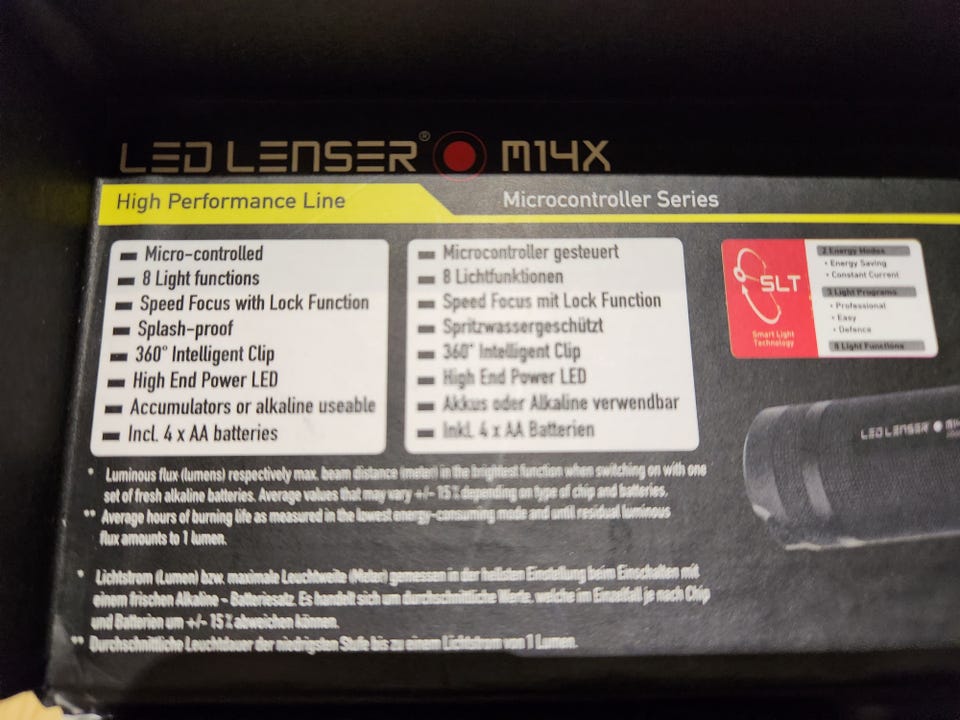 LED LENSER® M14X
High Performance Line
Microcontroller Series
Micro-controlled
8 Light functions
Speed Focus with Lock Function
Splash-proof
360° Intelligent Clip
High End Power LED
Accumulators or alkaline useable
Incl. 4 x AA batteries
Microcontroller gesteuert
8 Lichtfunktionen
Speed Focus mit Lock Function
Spritzwassergeschützt
360° Intelligent Clip
High End Power LED
Akkus oder Alkaline verwendbar
Inkl. 4 x AA Batterien
SLT
Smart Light
Technology
2 Energy Modes
• Energy Saving
• Constant Current
3 Light Programs
• Professional
• Easy
• Defence
8 Light Functions
LED LENSER
* Luminous flux (lumens) respectively max. beam distance (meter) in the brightest function when switching on with one
set of fresh alkaline batteries. Average values that may vary +/- 15% depending on type of chip and batteries.
** Average hours of burning life as measured in the lowest energy-consuming mode and until residual luminous
flux amounts to 1 lumen.
* Lichtstrom (Lumen) bzw. maximale Leuchtweite (Meter) gemessen in der hellsten Einstellung beim Einschalten mit
einem frischen Alkaline - Batteriesatz. Es handelt sich um durchschnittliche Werte, welche im Einzelfall je nach Chip
und Batterien um +/- 15% abweichen können.
** Durchschnittliche Leuchtdauer der niedrigsten Stufe bis zu einem Lichtstrom von 1 Lumen.